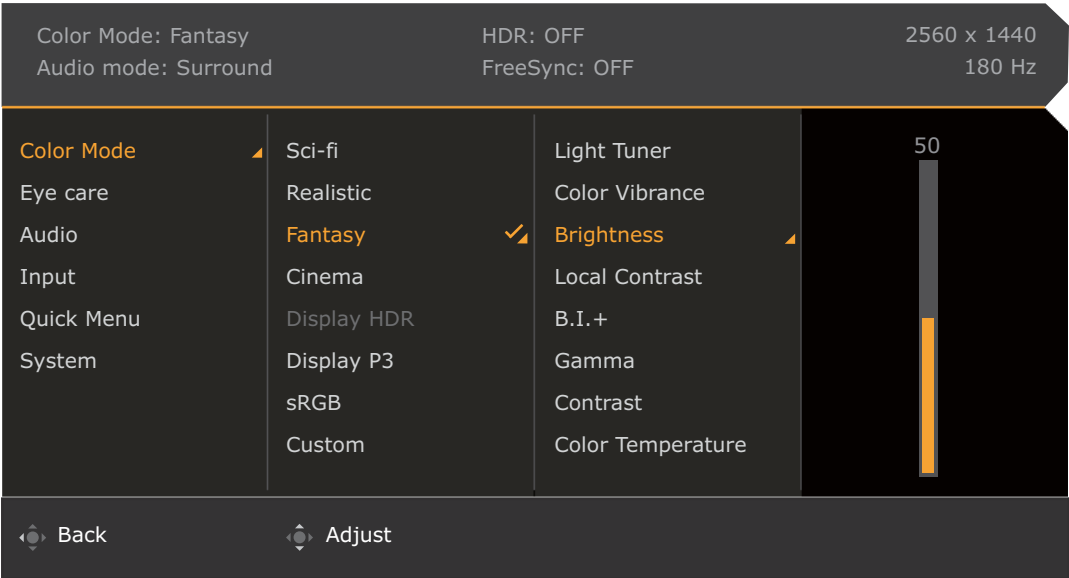 Color Mode: Fantasy
HDR: OFF
2560 x 1440
Audio mode: Surround
FreeSync: OFF
180 Hz
Color Mode
Eye care
Audio
Input
Quick Menu
System
Sci-fi
Realistic
Fantasy
Cinema
Display HDR
Display P3
sRGB
Custom
Light Tuner
Color Vibrance
Brightness
Local Contrast
B.I.+
Gamma
Contrast
Color Temperature
50
Back
Adjust